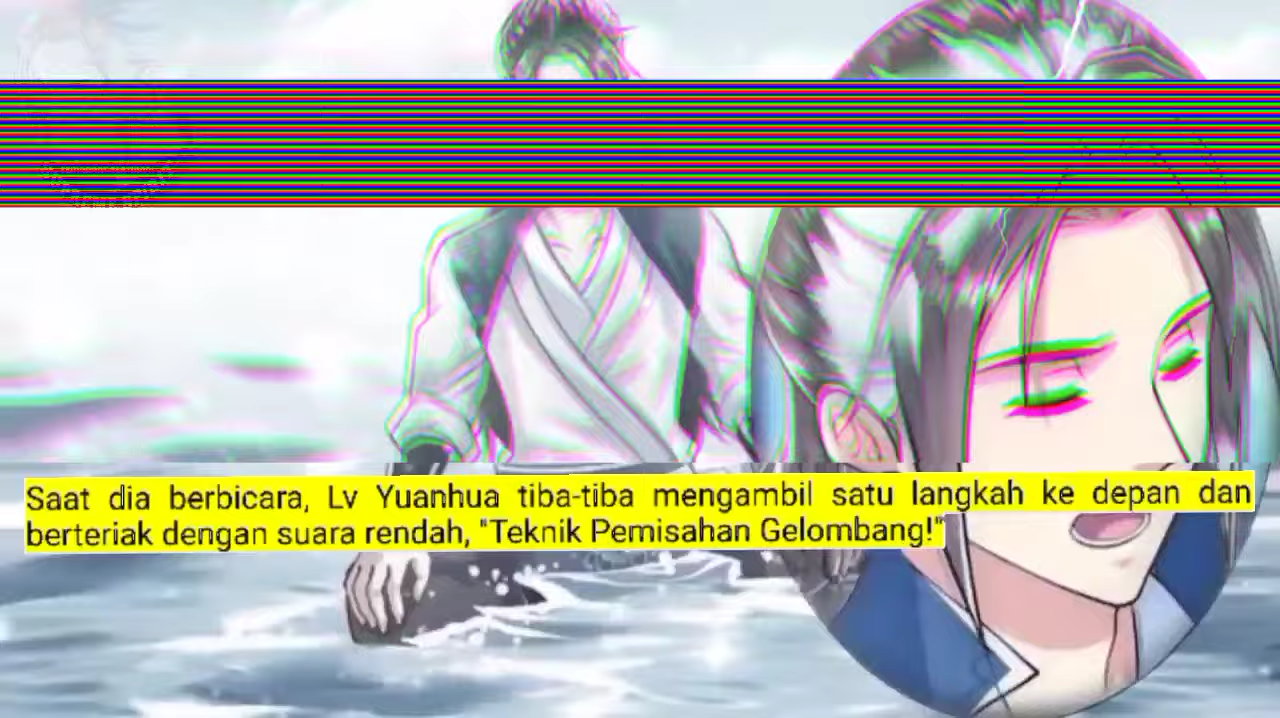 Saat dia berbicara, Lv Yuanhua tiba-tiba mengambil satu langkah ke depan dan
berteriak dengan suara rendah, "Teknik Pemisahan Gelombang!"